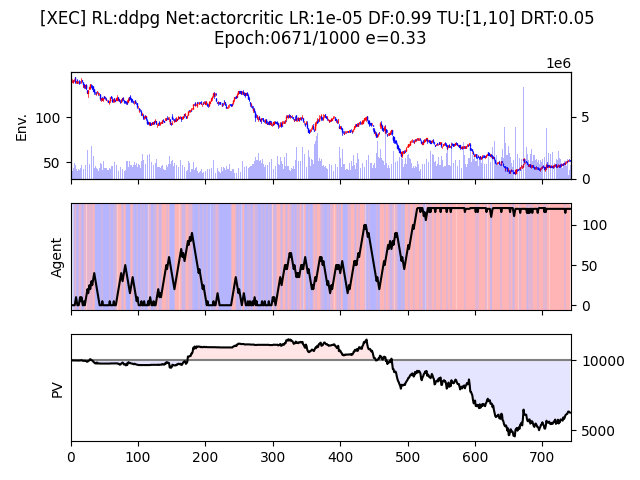 [XEC] RL:ddpg Net:actorcritic LR:1e-05 DF:0.99 TU:[1,10] DRT:0.05
Epoch:0671/1000 e=0.33
1e6
Env.
100
50
5
0
Agent
100
50
0
PV
10000
5000
0 100 200 300 400 500 600 700